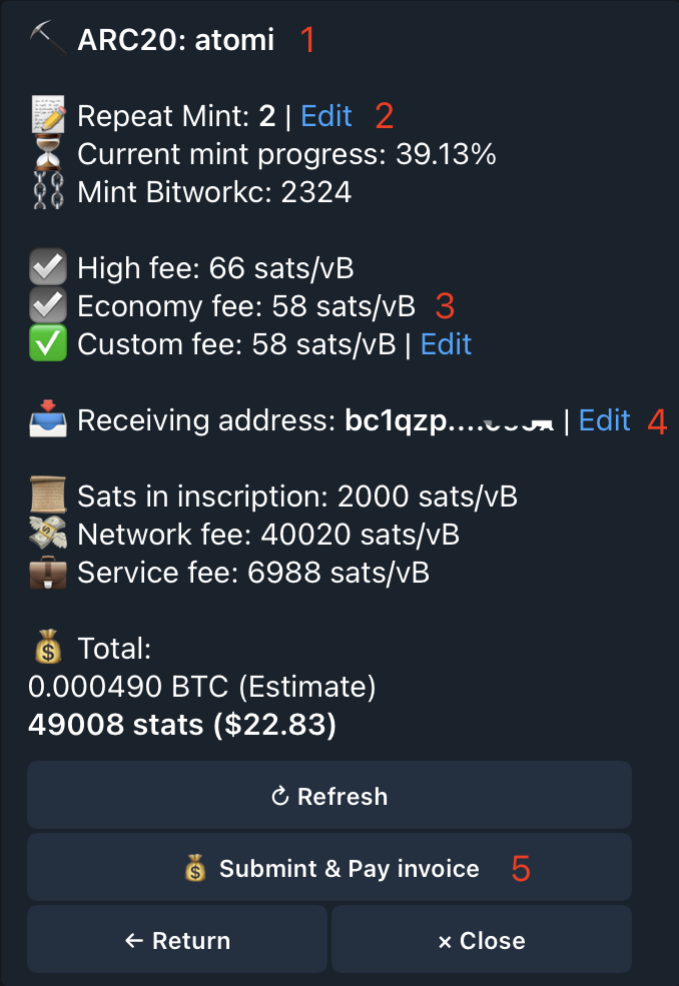 ARC20: atomi 1
Repeat Mint: 2 | Edit 2
Current mint progress: 39.13%
Mint Bitworkc: 2324
High fee: 66 sats/vB
Economy fee: 58 sats/vB 3
Custom fee: 58 sats/vB | Edit
Receiving address: bc1qzp.... | Edit 4
Sats in inscription: 2000 sats/vB
Network fee: 40020 sats/vB
Service fee: 6988 sats/vB
$ Total:
0.000490 BTC (Estimate)
49008 stats ($22.83)
↻ Refresh
$ Submint & Pay invoice 5
← Return
× Close